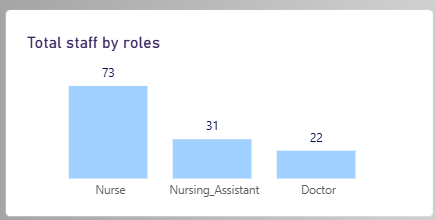 Total staff by roles
73
31
22
Nurse Nursing_Assistant Doctor